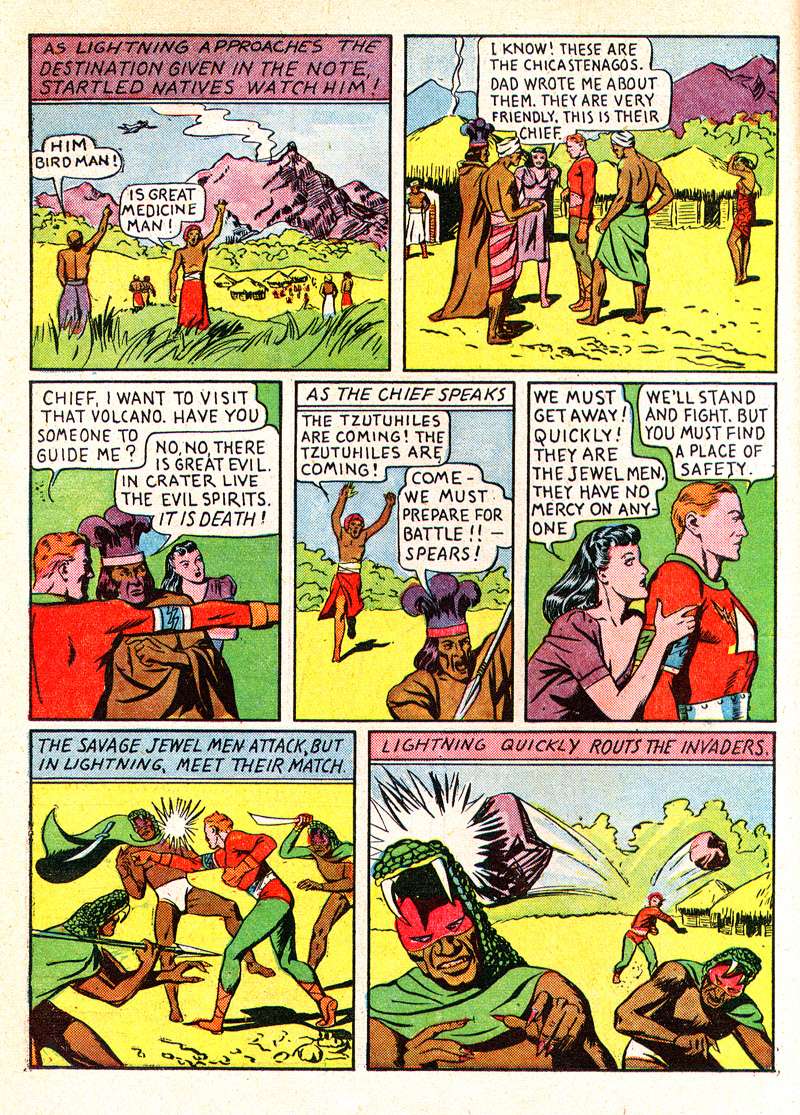 AS LIGHTNING APPROACHES THE
DESTINATION GIVEN IN THE NOTE,
STARTLED NATIVES WATCH HIM!
HIM
BIRD MAN!
IS GREAT
MEDICINE
MAN!
I KNOW! THESE ARE
THE CHICASTENAGOS.
DAD WROTE ME ABOUT
THEM. THEY ARE VERY
FRIENDLY. THIS IS THEIR
CHIEF.
CHIEF, I WANT TO VISIT
THAT VOLCANO. HAVE YOU
SOMEONE TO
GUIDE ME?
NO, NO, THERE
IS GREAT EVIL.
IN CRATER LIVE
THE EVIL SPIRITS.
IT IS DEATH!
AS THE CHIEF SPEAKS
THE TZUTUHILES
ARE COMING! THE
TZUTUHILES ARE
COMING!
COME-
WE MUST
PREPARE FOR
BATTLE!! -
SPEARS!
WE MUST
GET AWAY!
QUICKLY!
THEY ARE
THE JEWEL MEN,
THEY HAVE NO
MERCY ON ANY-
ONE
WE'LL STAND
AND FIGHT. BUT
YOU MUST FIND
A PLACE OF
SAFETY.
THE SAVAGE JEWEL MEN ATTACK, BUT
IN LIGHTNING, MEET THEIR MATCH.
LIGHTNING QUICKLY ROUTS THE INVADERS.